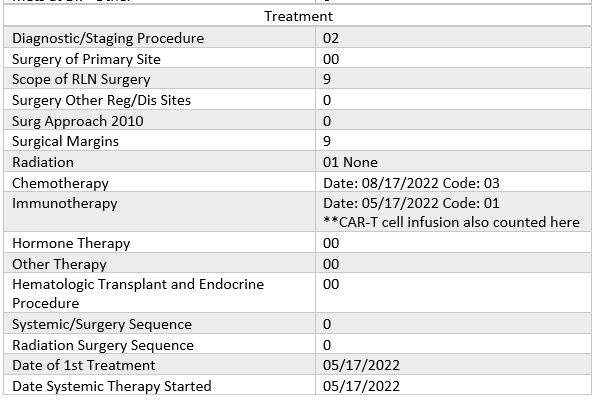 Treatment
Diagnostic/Staging Procedure 02
Surgery of Primary Site 00
Scope of RLN Surgery 9
Surgery Other Reg/Dis Sites 0
Surg Approach 2010 0
Surgical Margins 9
Radiation 01 None
Chemotherapy Date: 08/17/2022 Code: 03
Immunotherapy Date: 05/17/2022 Code: 01
**CAR-T cell infusion also counted here
Hormone Therapy 00
Other Therapy 00
Hematologic Transplant and Endocrine 00
Procedure
Systemic/Surgery Sequence 0
Radiation Surgery Sequence 0
Date of 1st Treatment 05/17/2022
Date Systemic Therapy Started 05/17/2022